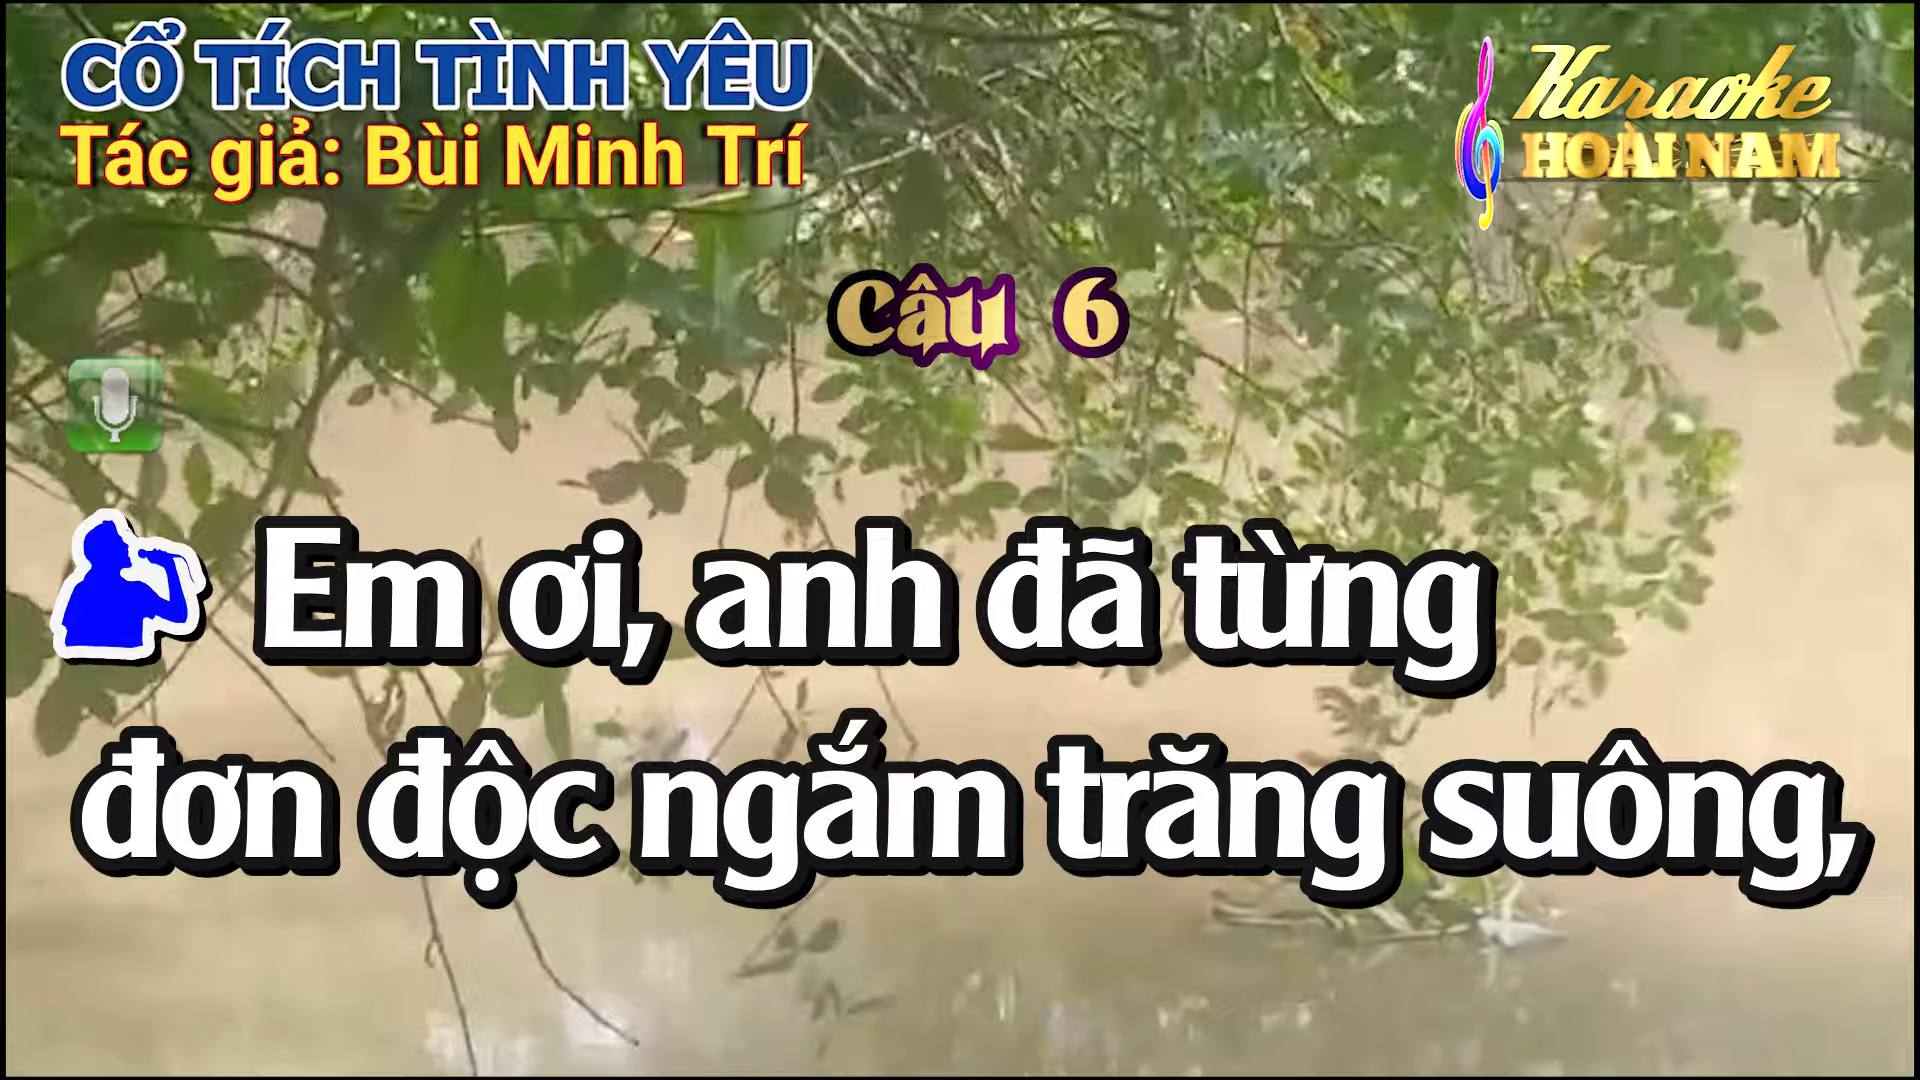 CỔ TÍCH TÌNH YÊU
Tác giả: Bùi Minh Trí
Karaoke
HOÀI NAM
Câu 6
Em ơi, anh đã từng
đơn độc ngắm trăng suông,